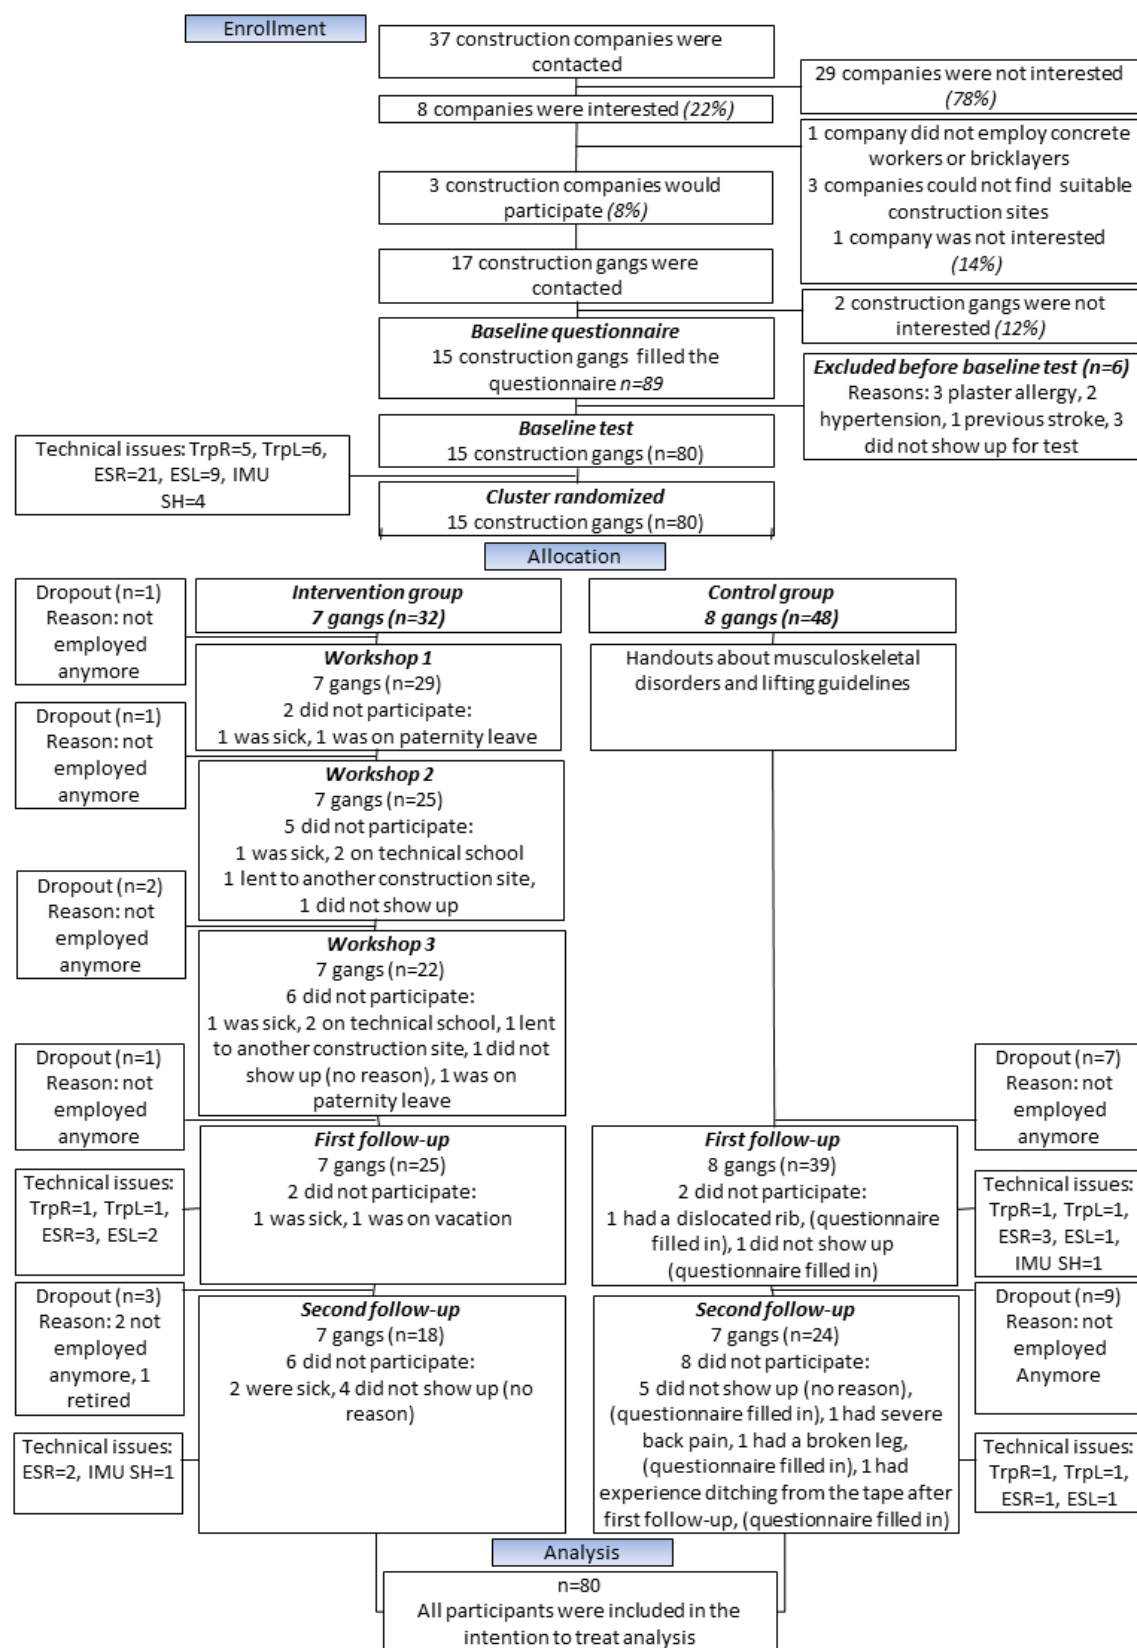 Enrollment
37 construction companies were
contacted
29 companies were not interested
(78%)
8 companies were interested (22%)
1 company did not employ concrete
workers or bricklayers
3 companies could not find suitable
construction sites
1 company was not interested
(14%)
3 construction companies would
participate (8%)
17 construction gangs were
contacted
2 construction gangs were not
interested (12%)
Baseline questionnaire
15 construction gangs filled the
questionnaire n=89
Excluded before baseline test (n=6)
Reasons: 3 plaster allergy, 2
hypertension, 1 previous stroke, 3
did not show up for test
Baseline test
15 construction gangs (n=80)
Technical issues: TrpR=5, TrpL=6,
ESR=21, ESL=9, IMU
SH=4
Cluster randomized
15 construction gangs (n=80)
Allocation
Dropout (n=1)
Reason: not
employed
anymore
Intervention group
7 gangs (n=32)
Control group
8 gangs (n=48)
Workshop 1
7 gangs (n=29)
2 did not participate:
1 was sick, 1 was on paternity leave
Handouts about musculoskeletal
disorders and lifting guidelines
Dropout (n=1)
Reason: not
employed
anymore
Workshop 2
7 gangs (n=25)
5 did not participate:
1 was sick, 2 on technical school
1 lent to another construction site,
1 did not show up
Dropout (n=2)
Reason: not
employed
anymore
Workshop 3
7 gangs (n=22)
6 did not participate:
1 was sick, 2 on technical school, 1 lent
to another construction site, 1 did not
show up (no reason), 1 was on
paternity leave
Dropout (n=1)
Reason: not
employed
anymore
Dropout (n=7)
Reason: not
employed
anymore
First follow-up
7 gangs (n=25)
2 did not participate:
1 was sick, 1 was on vacation
First follow-up
8 gangs (n=39)
2 did not participate:
1 had a dislocated rib, (questionnaire
filled in), 1 did not show up
(questionnaire filled in)
Technical issues:
TrpR=1, TrpL=1,
ESR=3, ESL=2
Technical issues:
TrpR=1, TrpL=1,
ESR=3, ESL=1,
IMU SH=1
Dropout (n=3)
Reason: 2 not
employed
anymore, 1
retired
Dropout (n=9)
Reason: not
employed
Anymore
Second follow-up
7 gangs (n=18)
6 did not participate:
2 were sick, 4 did not show up (no
reason)
Second follow-up
7 gangs (n=24)
8 did not participate:
5 did not show up (no reason),
(questionnaire filled in), 1 had severe
back pain, 1 had a broken leg,
(questionnaire filled in), 1 had
experience ditching from the tape after
first follow-up, (questionnaire filled in)
Technical issues:
ESR=2, IMU SH=1
Technical issues:
TrpR=1, TrpL=1,
ESR=1, ESL=1
Analysis
n=80
All participants were included in the
intention to treat analysis